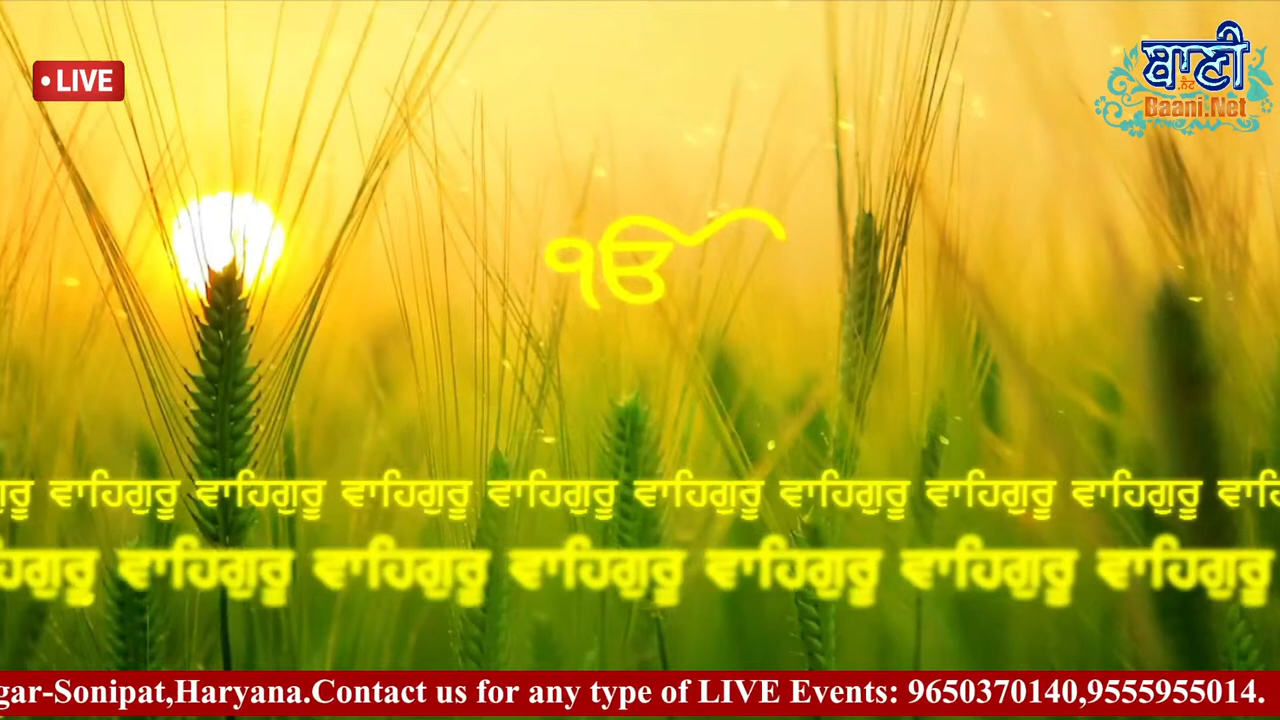 • LIVE
ਬਾਣੀ
.ਨੈਟ
Baani.Net
ੴ
ਵਾਹਿਗੁਰੂ ਵਾਹਿਗੁਰੂ ਵਾਹਿਗੁਰੂ ਵਾਹਿਗੁਰੂ ਵਾਹਿਗੁਰੂ ਵਾਹਿਗੁਰੂ ਵਾਹਿਗੁਰੂ ਵਾਹਿ
ਹਿਗੁਰੂ ਵਾਹਿਗੁਰੂ ਵਾਹਿਗੁਰੂ ਵਾਹਿਗੁਰੂ ਵਾਹਿਗੁਰੂ ਵਾਹਿਗੁਰੂ ਵਾਹਿਗੁਰੂ
gar-Sonipat,Haryana.Contact us for any type of LIVE Events: 9650370140,9555955014.